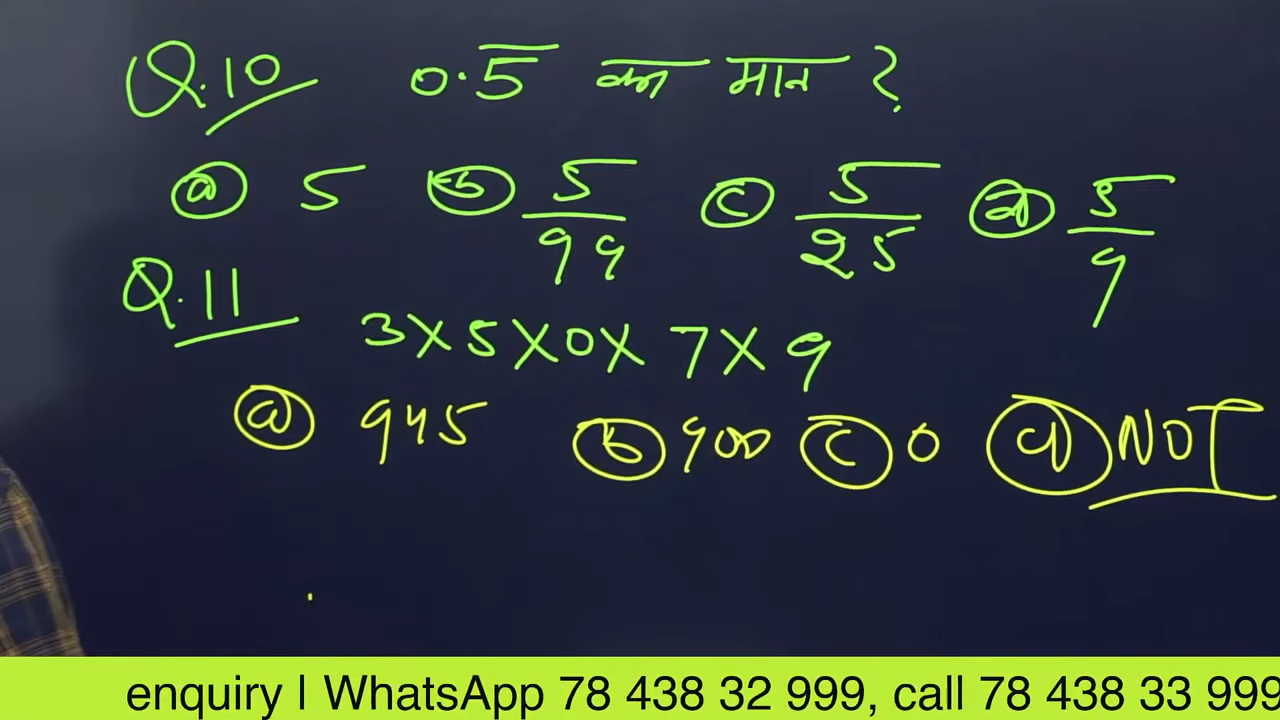 Q.10 0.5̅ का मान ?
ⓐ 5 ⓑ 5/99 ⓒ 5/25 ⓓ 5/9
Q.11
3×5×0×7×9
ⓐ 945 ⓑ 900 ⓒ 0 ⓓ NOT
enquiry | WhatsApp 78 438 32 999, call 78 438 33 999